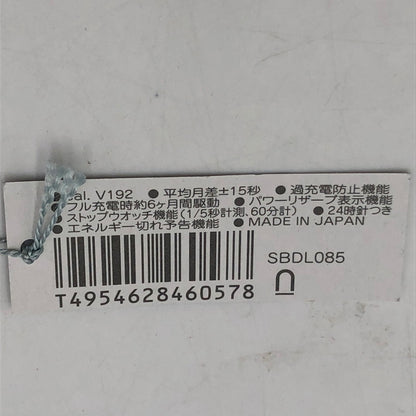 ●Cal. V192 ●平均月差±15秒 ●過充電防止機能
●フル充電時約6ヶ月間駆動 ●パワーリザーブ表示機能
●ストップウオッチ機能(1/5秒計測、60分計) ●24時針つき
●エネルギー切れ予告機能 ●MADE IN JAPAN
SBDL085
T4954628460578